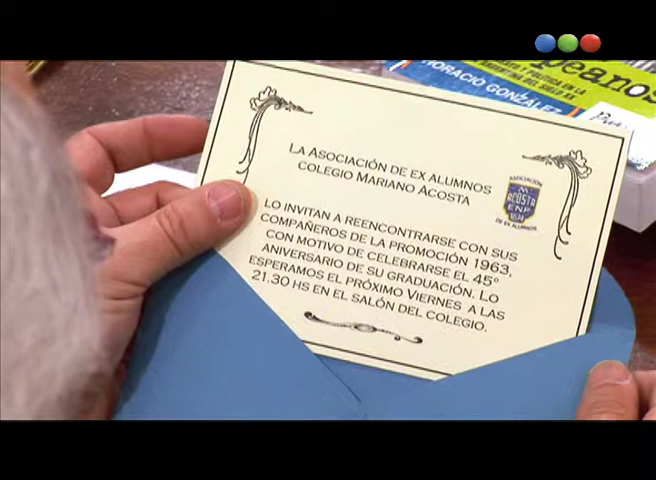 HORACIO GONZÁLEZ
LA ASOCIACIÓN DE EX ALUMNOS
COLEGIO MARIANO ACOSTA
ASOCIACIÓN
M.
ACOSTA
ENP
1874
DE EX ALUMNOS
LO INVITAN A REENCONTRARSE CON SUS
COMPAÑEROS DE LA PROMOCIÓN 1963,
CON MOTIVO DE CELEBRARSE EL 45º
ANIVERSARIO DE SU GRADUACIÓN. LO
ESPERAMOS EL PRÓXIMO VIERNES A LAS
21.30 HS EN EL SALÓN DEL COLEGIO.